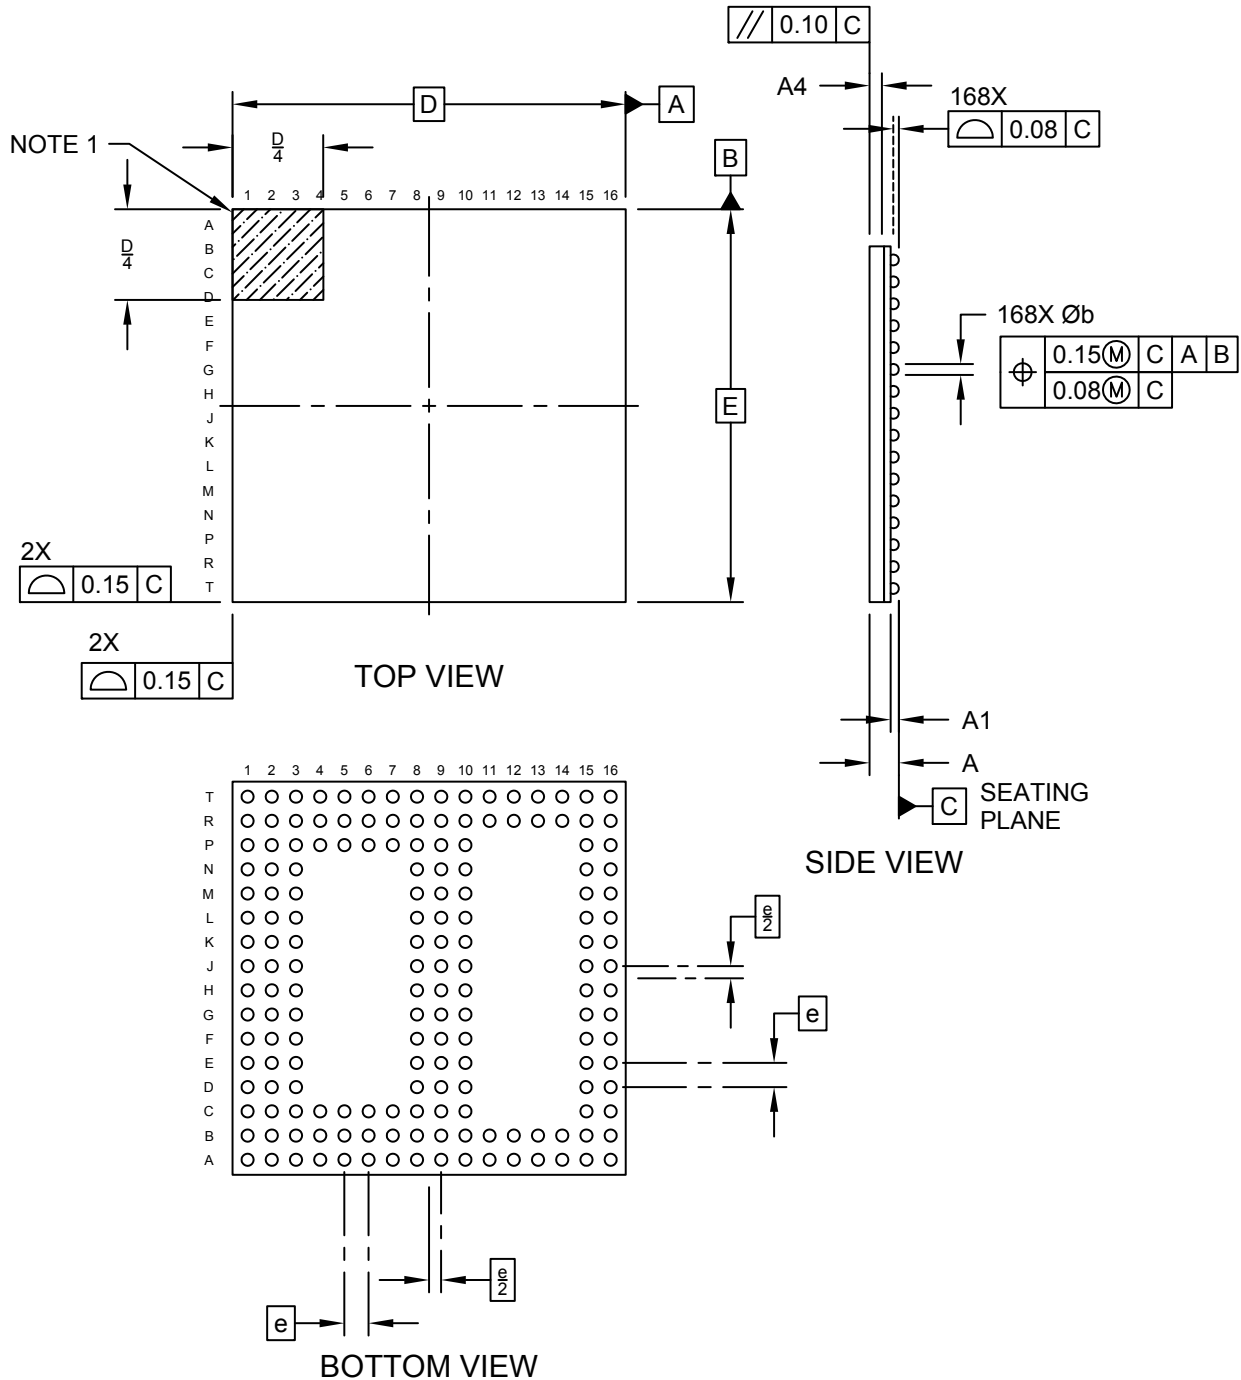 // 0.10 C
A4
168X
0.08 C
D
A
NOTE 1
D
4
B
1 2 3 4 5 6 7 8 9 10 11 12 13 14 15 16
D
4
A
B
C
D
E
F
G
H
J
K
L
M
N
P
R
T
E
168X Øb
0.15Ⓜ C A B
0.08Ⓜ C
2X
0.15 C
2X
0.15 C
TOP VIEW
A1
A
C SEATING
PLANE
SIDE VIEW
1 2 3 4 5 6 7 8 9 10 11 12 13 14 15 16
T
R
P
N
M
L
K
J
H
G
F
E
D
C
B
A
e
2
e
e
2
e
BOTTOM VIEW